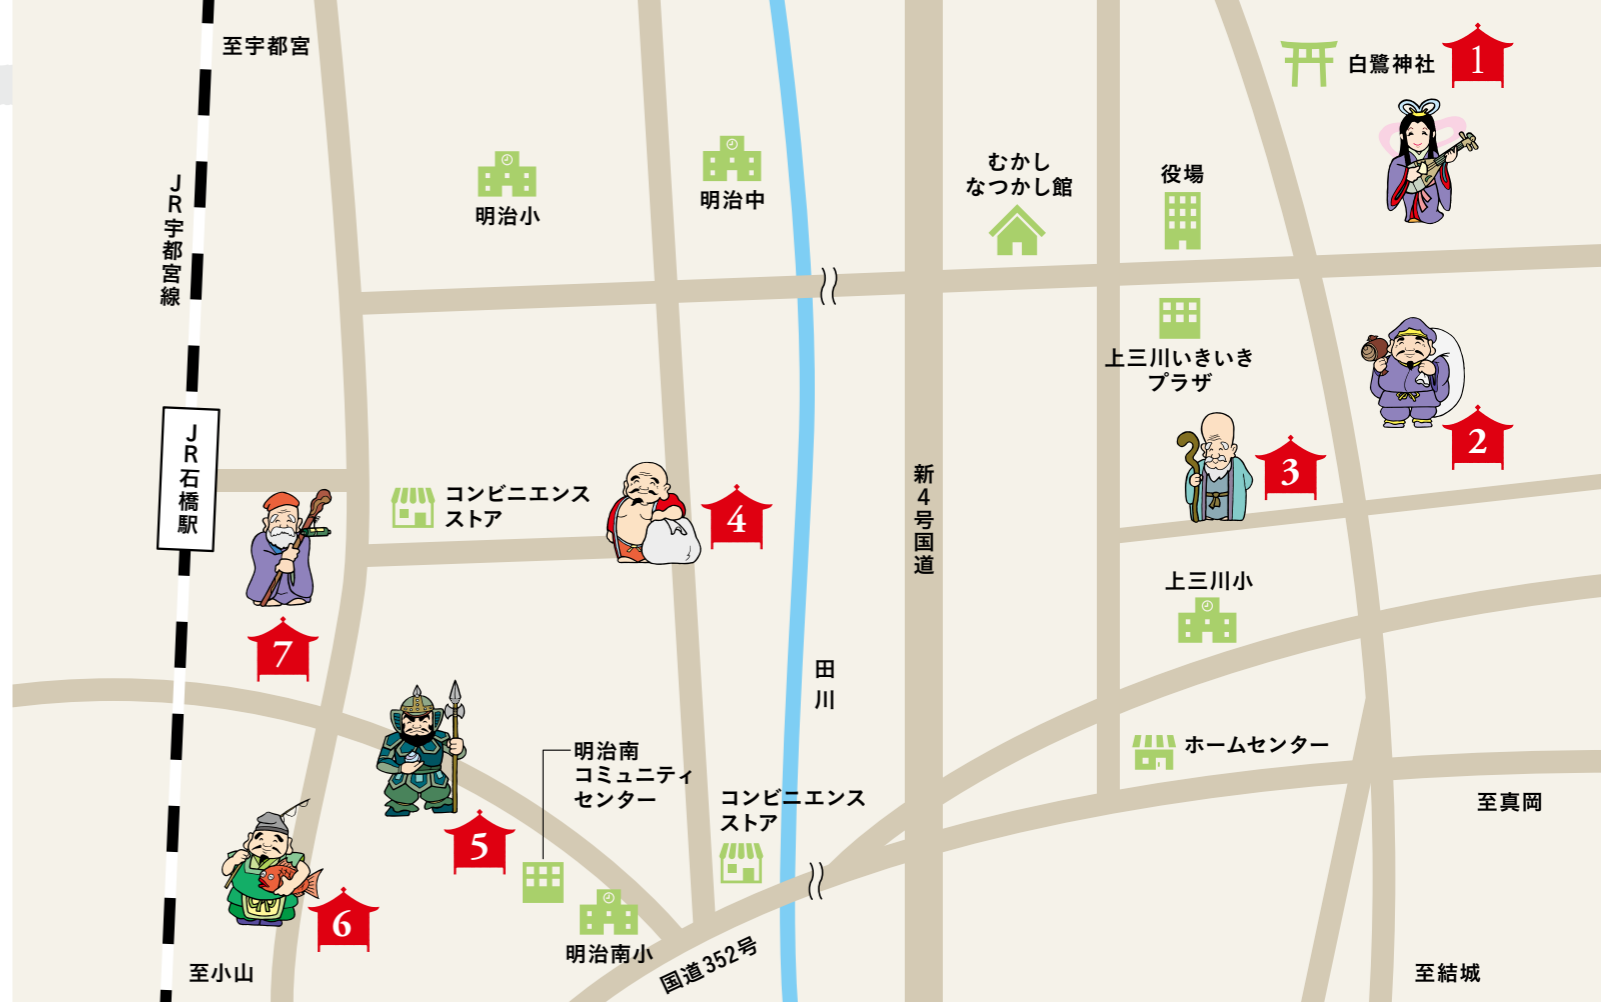 至宇都宮
白鷺神社
1
むかし
なつかし館
役場
明治中
明治小
JR宇都宮線
上三川いきいき
プラザ
2
3
JR石橋駅
コンビニエンス
ストア
4
新4号国道
上三川小
7
田川
明治南
コミュニティ
センター
ホームセンター
コンビニエンス
ストア
至真岡
5
6
明治南小
国道352号
至小山
至結城